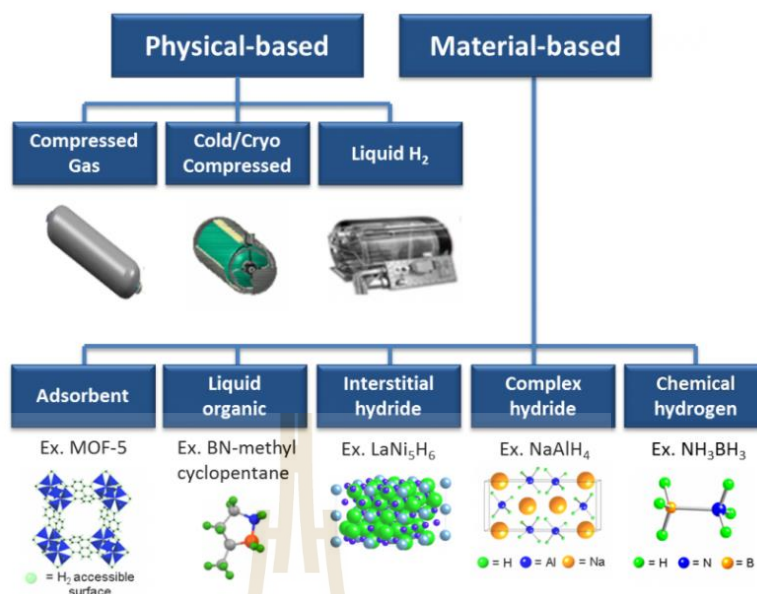 Physical-based
Material-based
Compressed
Gas
Cold/Cryo
Compressed
Liquid H₂
Adsorbent
Liquid
organic
Interstitial
hydride
Complex
hydride
Chemical
hydrogen
Ex. MOF-5
Ex. BN-methyl
cyclopentane
Ex. LaNi₅H₆
Ex. NaAlH₄
Ex. NH₃BH₃
= H₂ accessible
surface
= H = Al = Na
= H = N = B